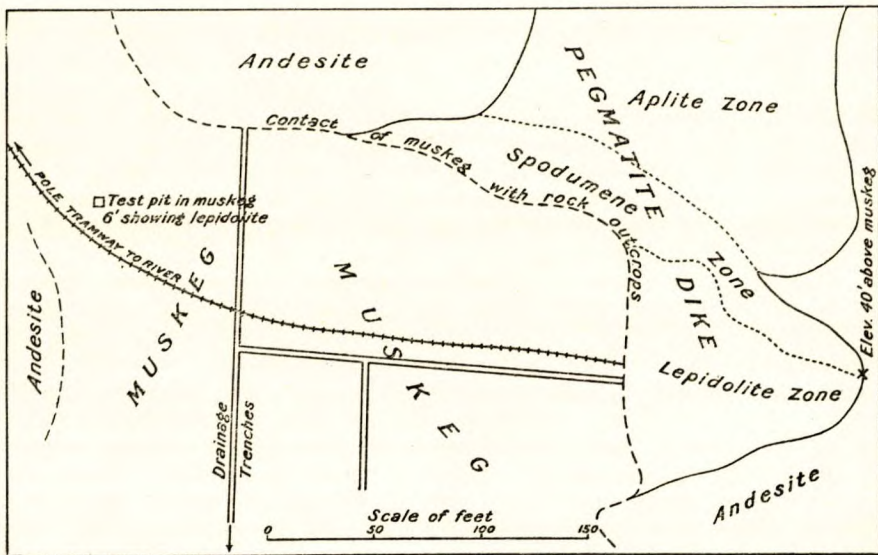 Andesite
PEGMATITE
Aplite Zone
contact of muskeg with rock outcrops
Spodumene Zone
Test pit in muskeg
6' showing lepidolite
POLE TRAMWAY TO RIVER
MUSKEG
MUSKEG
DIKE
Elev. 40' above muskeg
Andesite
Lepidolite Zone
Drainage
Trenches
Andesite
Scale of feet
0 50 100 150